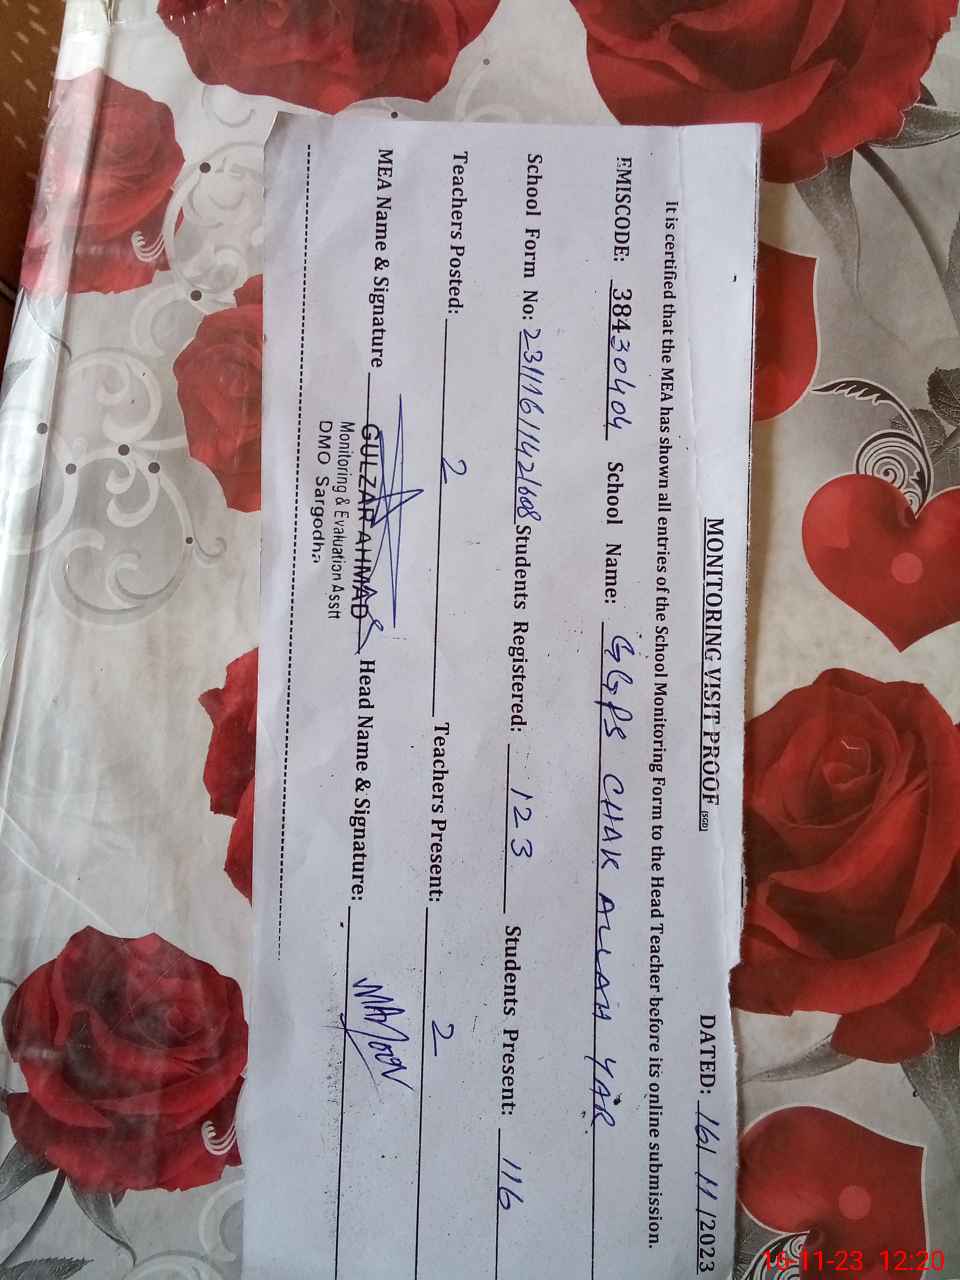 MONITORING VISIT PROOF (SGD) DATED: 16/11/2023
It is certified that the MEA has shown all entries of the School Monitoring Form to the Head Teacher before its online submission.
EMISCODE: 38430404 School Name: GGPS CHAK ALLAH YAR
School Form No: 23111611421608 Students Registered: 123 Students Present: 116
Teachers Posted: 2 Teachers Present: 2
MEA Name & Signature GULZAR AHMAD Head Name & Signature:
Monitoring & Evaluation Asstt
DMO Sargodha
16-11-23 12:20